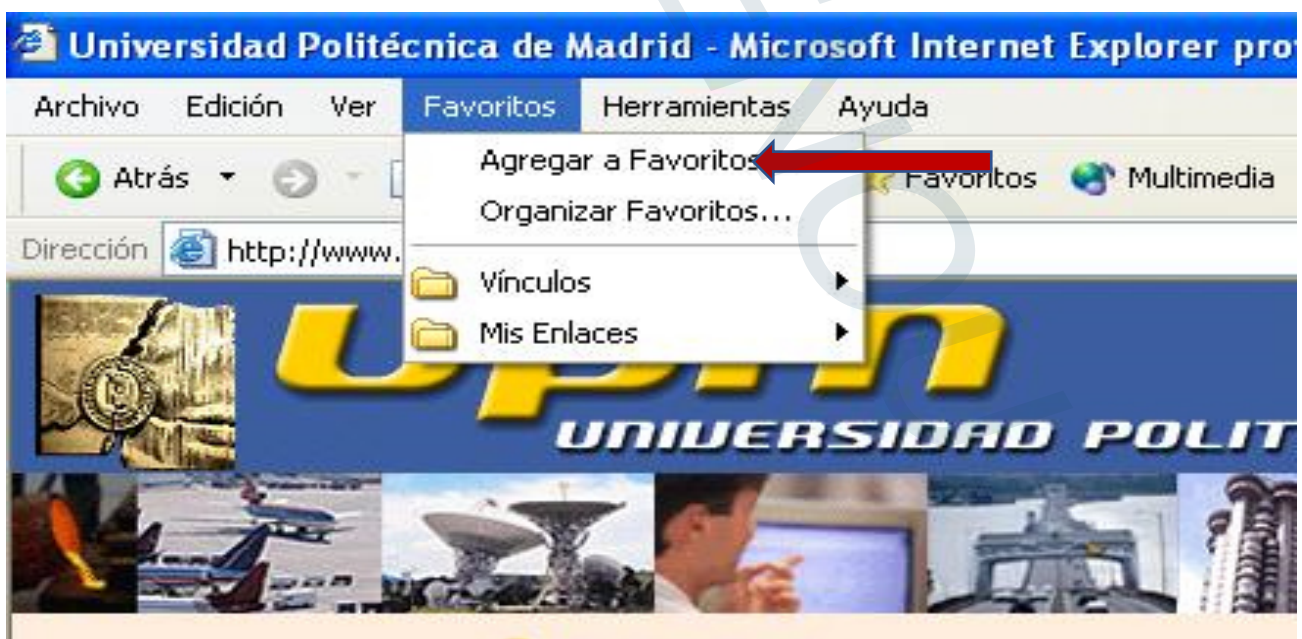 Universidad Politécnica de Madrid - Microsoft Internet Explorer
Archivo Edición Ver Favoritos Herramientas Ayuda
Atrás Favoritos Multimedia
Agregar a Favoritos
Organizar Favoritos...
Dirección http://www.
Vínculos
Mis Enlaces
upm
UNIVERSIDAD POLIT